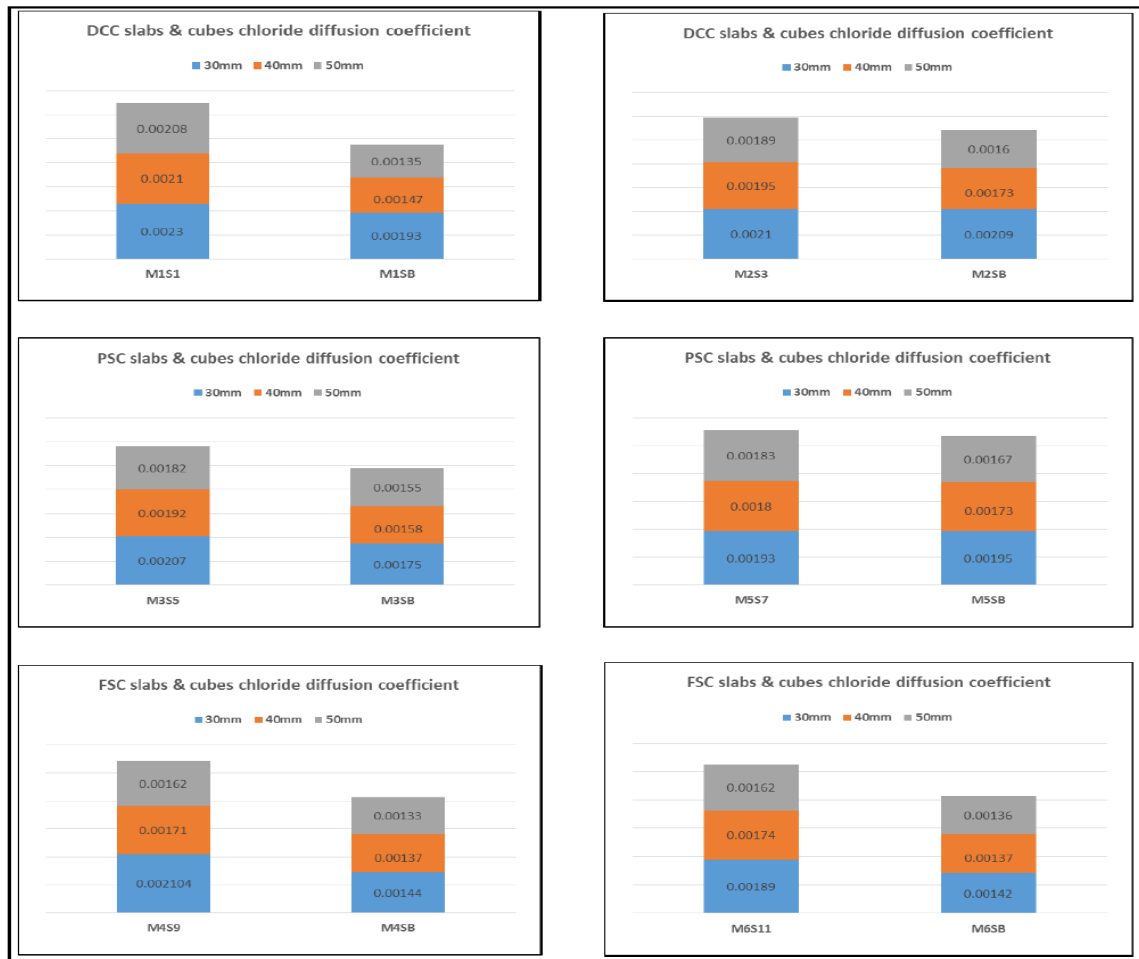 DCC slabs & cubes chloride diffusion coefficient
30mm 40mm 50mm
0.00208
0.0021
0.0023
0.00135
0.00147
0.00193
M1S1 M1SB
DCC slabs & cubes chloride diffusion coefficient
30mm 40mm 50mm
0.00189
0.00195
0.0021
0.0016
0.00173
0.00209
M2S3 M2SB
PSC slabs & cubes chloride diffusion coefficient
30mm 40mm 50mm
0.00182
0.00192
0.00207
0.00155
0.00158
0.00175
M3S5 M3SB
PSC slabs & cubes chloride diffusion coefficient
30mm 40mm 50mm
0.00183
0.0018
0.00193
0.00167
0.00173
0.00195
M5S7 M5SB
FSC slabs & cubes chloride diffusion coefficient
30mm 40mm 50mm
0.00162
0.00171
0.002104
0.00133
0.00137
0.00144
M4S9 M4SB
FSC slabs & cubes chloride diffusion coefficient
30mm 40mm 50mm
0.00162
0.00174
0.00189
0.00136
0.00137
0.00142
M6S11 M6SB